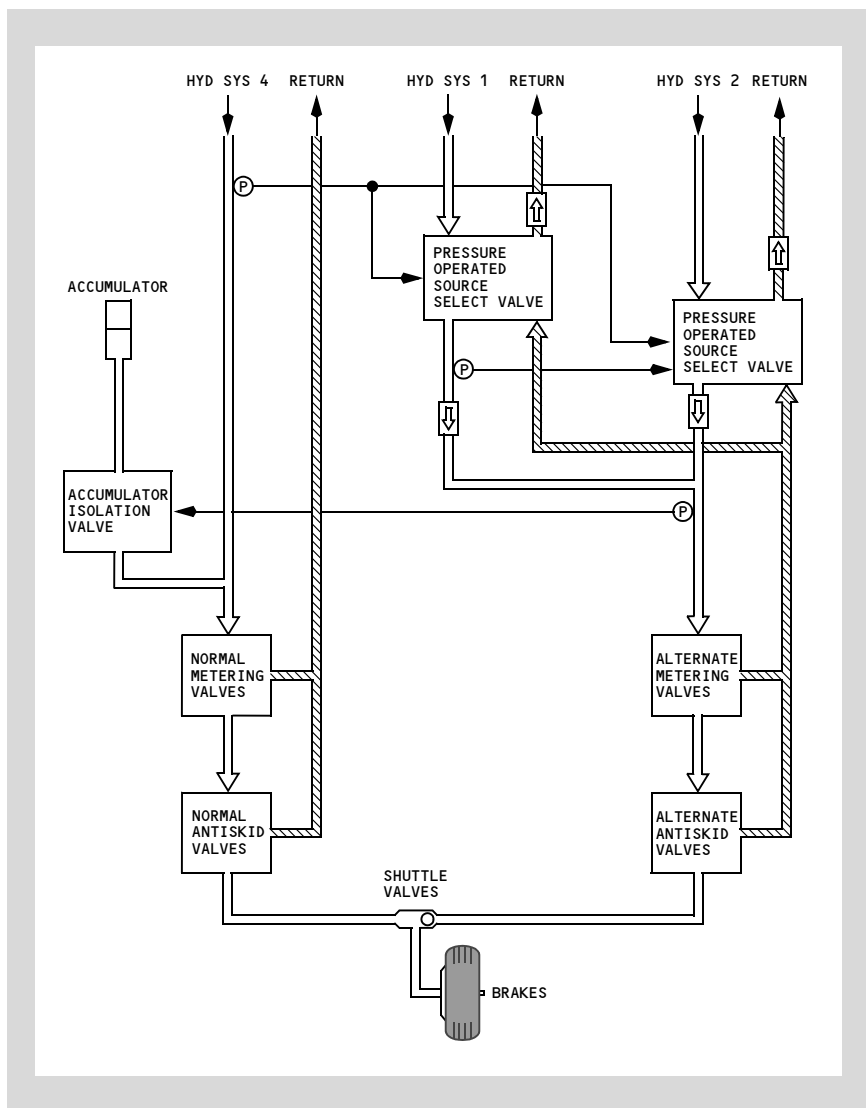 HYD SYS 4 RETURN HYD SYS 1 RETURN HYD SYS 2 RETURN
P
PRESSURE
OPERATED
SOURCE
SELECT VALVE
ACCUMULATOR
PRESSURE
OPERATED
SOURCE
SELECT VALVE
P
ACCUMULATOR
ISOLATION
VALVE
P
NORMAL
METERING
VALVES
ALTERNATE
METERING
VALVES
NORMAL
ANTISKID
VALVES
ALTERNATE
ANTISKID
VALVES
SHUTTLE
VALVES
BRAKES